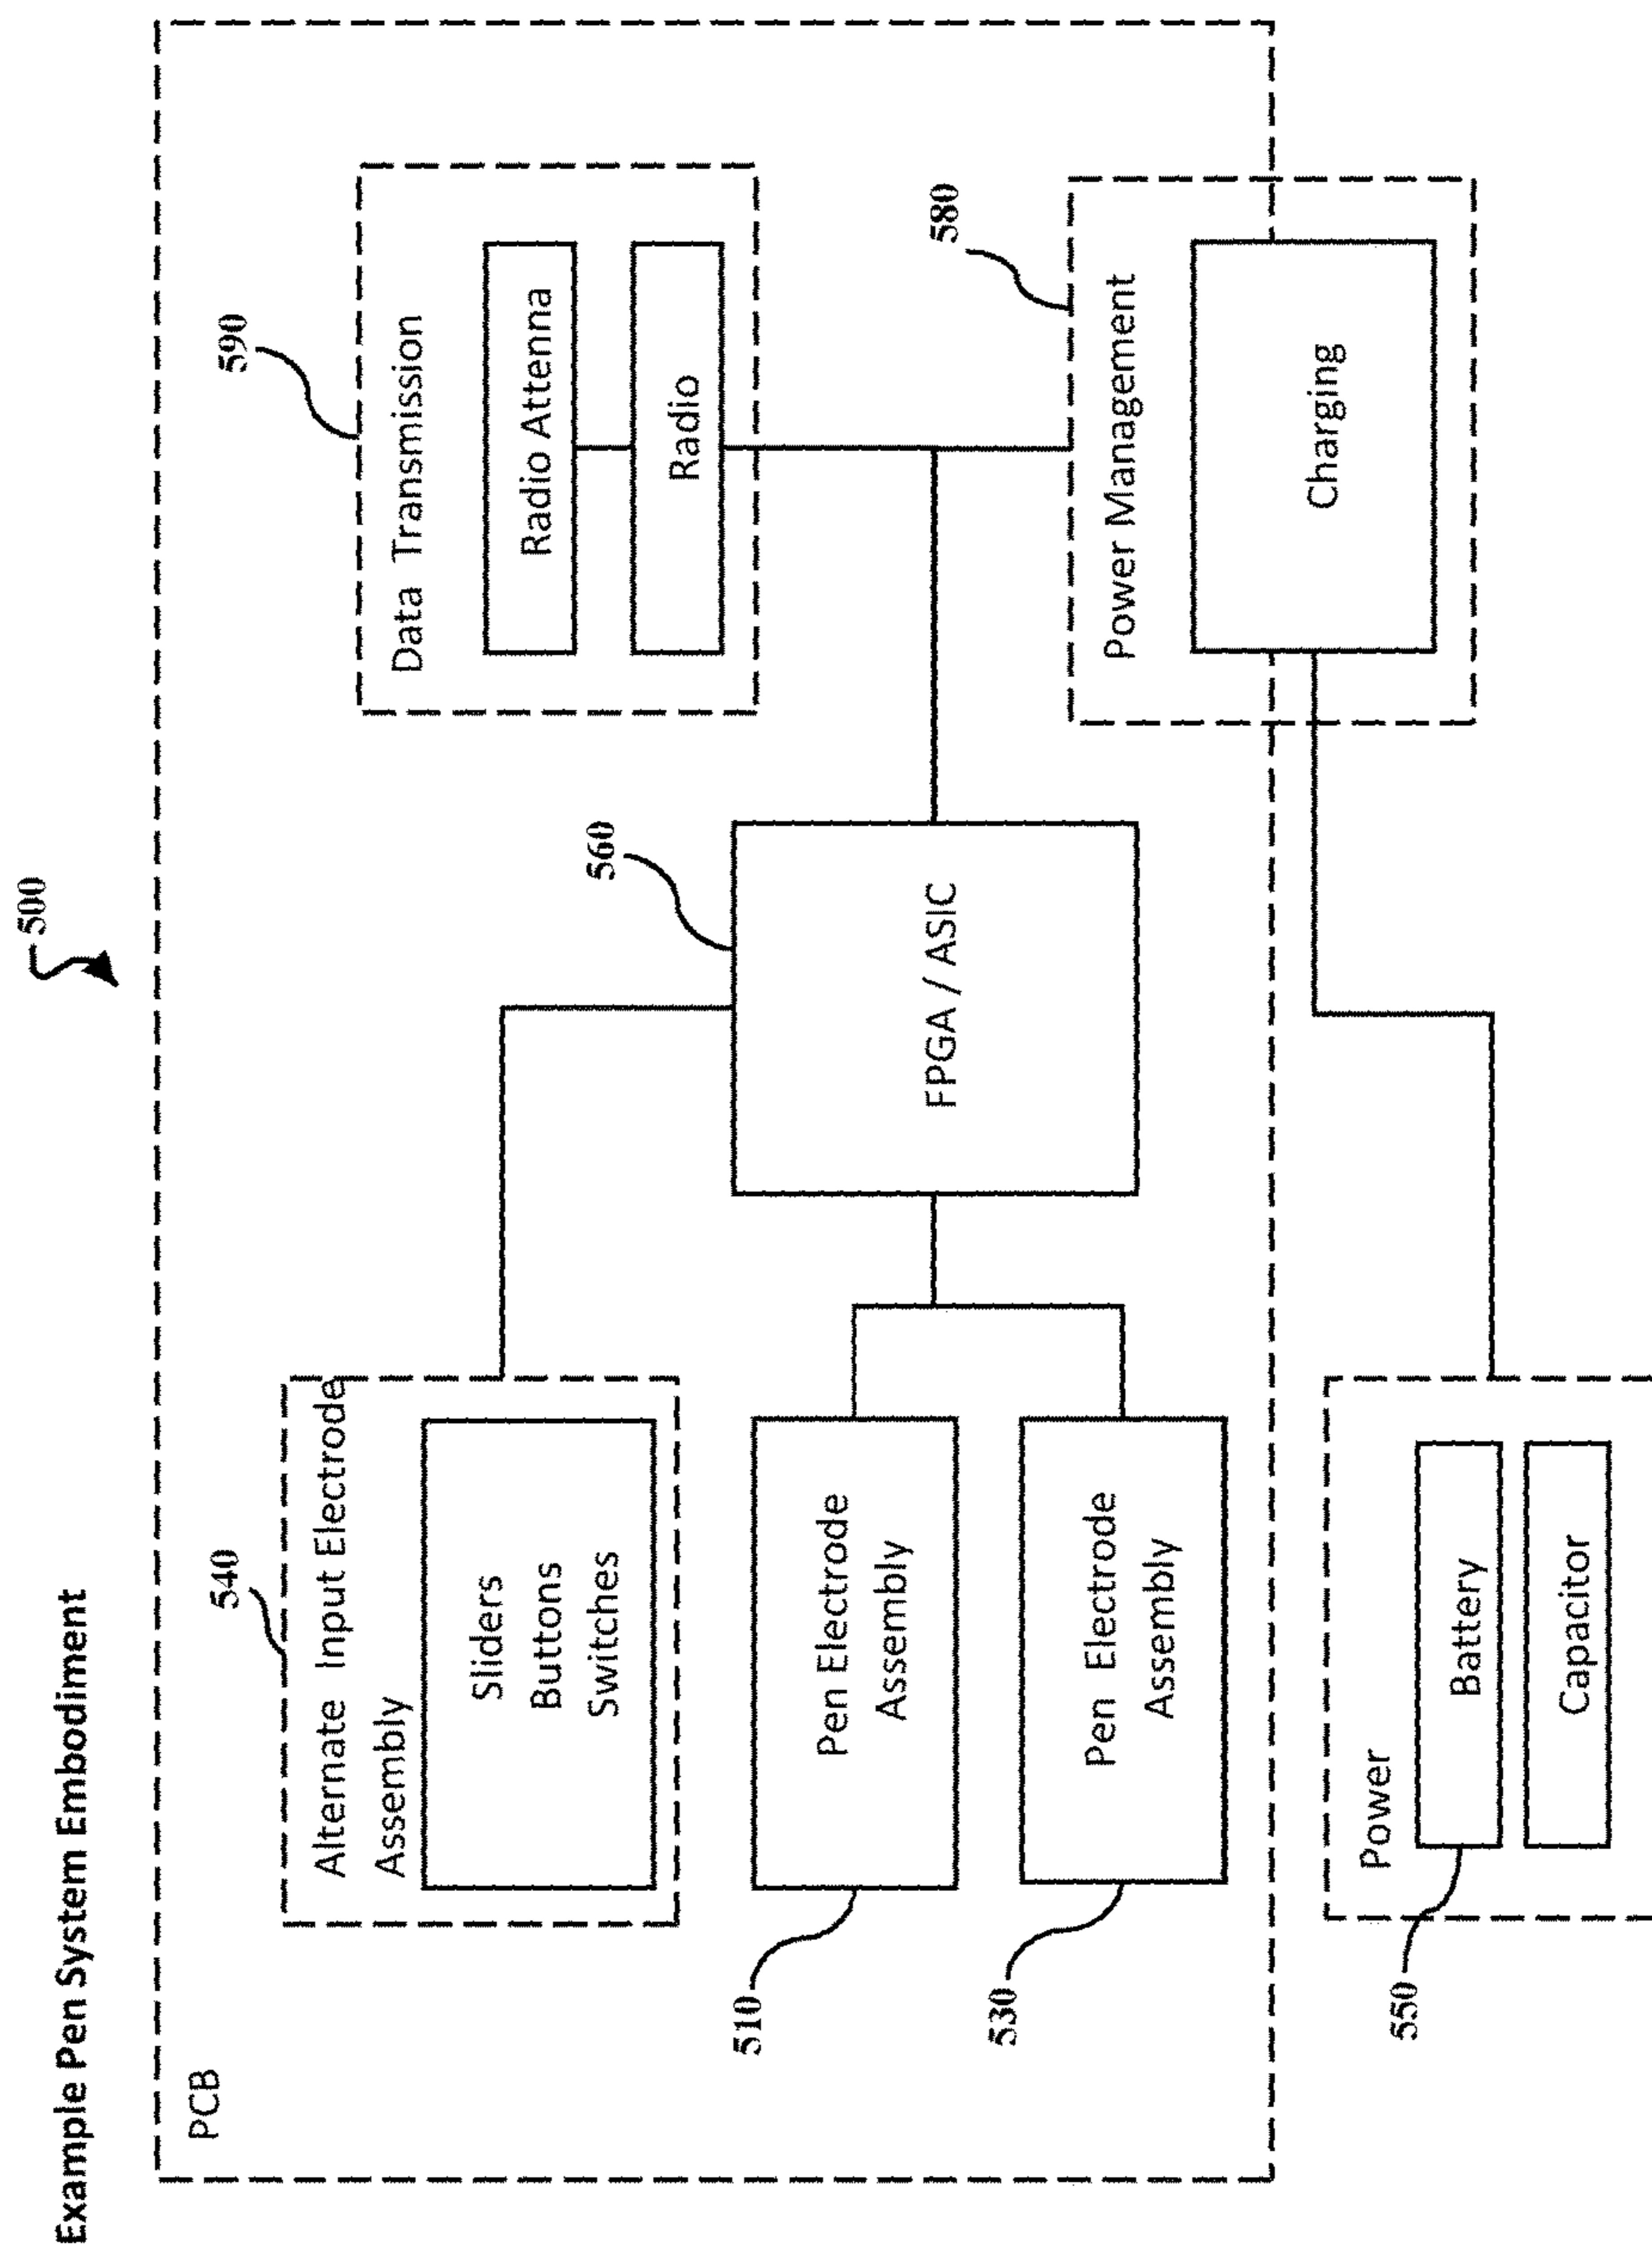 Example Pen System Embodiment
500
PCB
540
Alternate Input Electrode
Assembly
Sliders
Buttons
Switches
590
Data Transmission
Radio Attenna
Radio
560
FPGA / ASIC
510
Pen Electrode
Assembly
530
Pen Electrode
Assembly
580
Power Management
Charging
550
Power
Battery
Capacitor